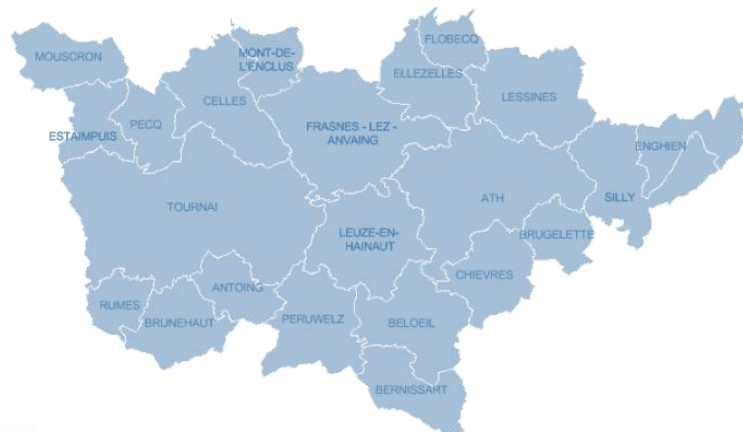 MOUSCRON
MONT-DE-
L'ENCLUS
FLOBECQ
ELLEZELLES
ESTAIMPUIS
PECQ
CELLES
LESSINES
FRASNES - LEZ -
ANVAING
ENGHIEN
TOURNAI
ATH
SILLY
LEUZE-EN-
HAINAUT
BRUGELETTE
CHIEVRES
RUMES
ANTOING
BRUNEHAUT
PERUWELZ
BELOEIL
BERNISSART